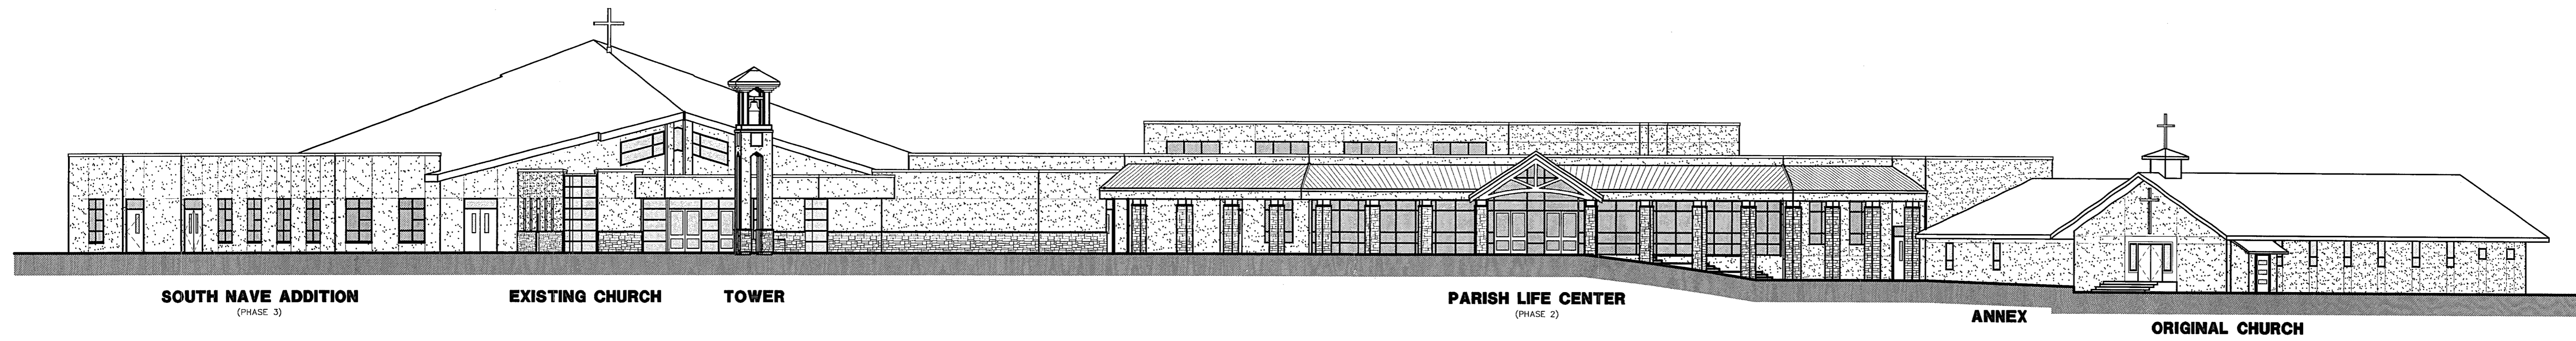 SOUTH NAVE ADDITION
(PHASE 3)
EXISTING CHURCH
TOWER
PARISH LIFE CENTER
(PHASE 2)
ANNEX
ORIGINAL CHURCH